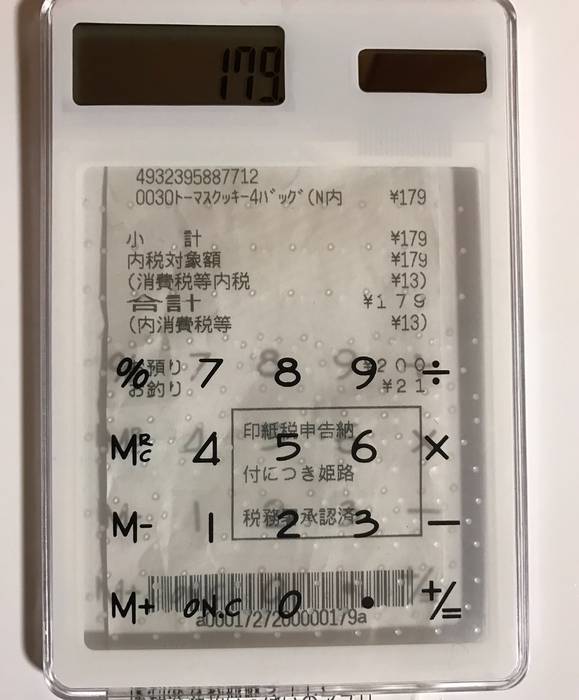 179
4932395887712
0030トーマスクッキー4パック(N内 ¥179
小 計 ¥179
内税対象額 ¥179
(消費税等内税 ¥13)
合計 ¥179
(内消費税等 ¥13)
お預り ¥200
お釣り ¥21
% 7 8 9 ÷
印紙税申告納
MRC 4 5 6 ×
付につき姫路
税務署承認済
M- 1 2 3 −
M+ ON.C 0 . +/=